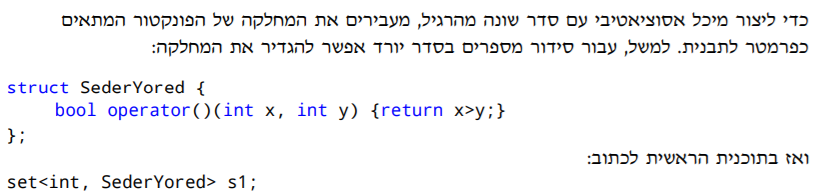 כדי ליצור מיכל אסוציאטיבי עם סדר שונה מהרגיל, מעבירים את המחלקה של הפונקטור המתאים
כפרמטר לתבנית. למשל, עבור סידור מספרים בסדר יורד אפשר להגדיר את המחלקה:
struct SederYored {
    bool operator()(int x, int y) {return x>y;}
};
ואז בתוכנית הראשית לכתוב:
set<int, SederYored> s1;